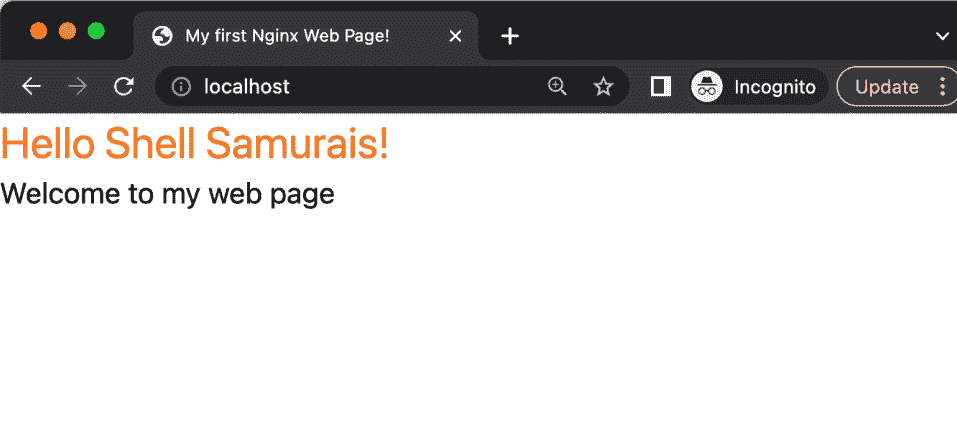 My first Nginx Web Page!
localhost
Incognito
Update
Hello Shell Samurais!
Welcome to my web page